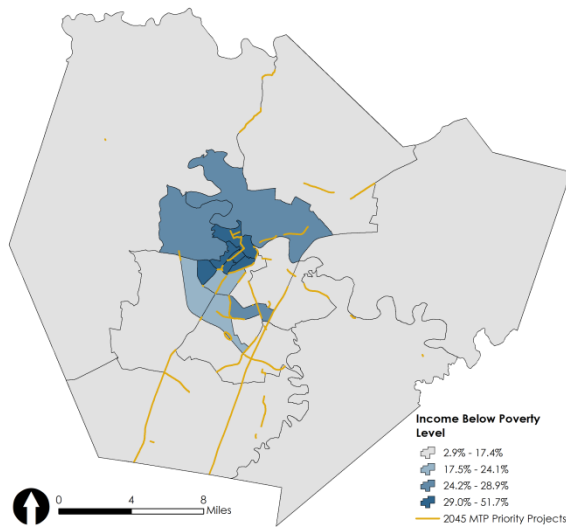 Income Below Poverty
Level
2.9% - 17.4%
17.5% - 24.1%
24.2% - 28.9%
29.0% - 51.7%
2045 MTP Priority Projects
0 4 8
Miles